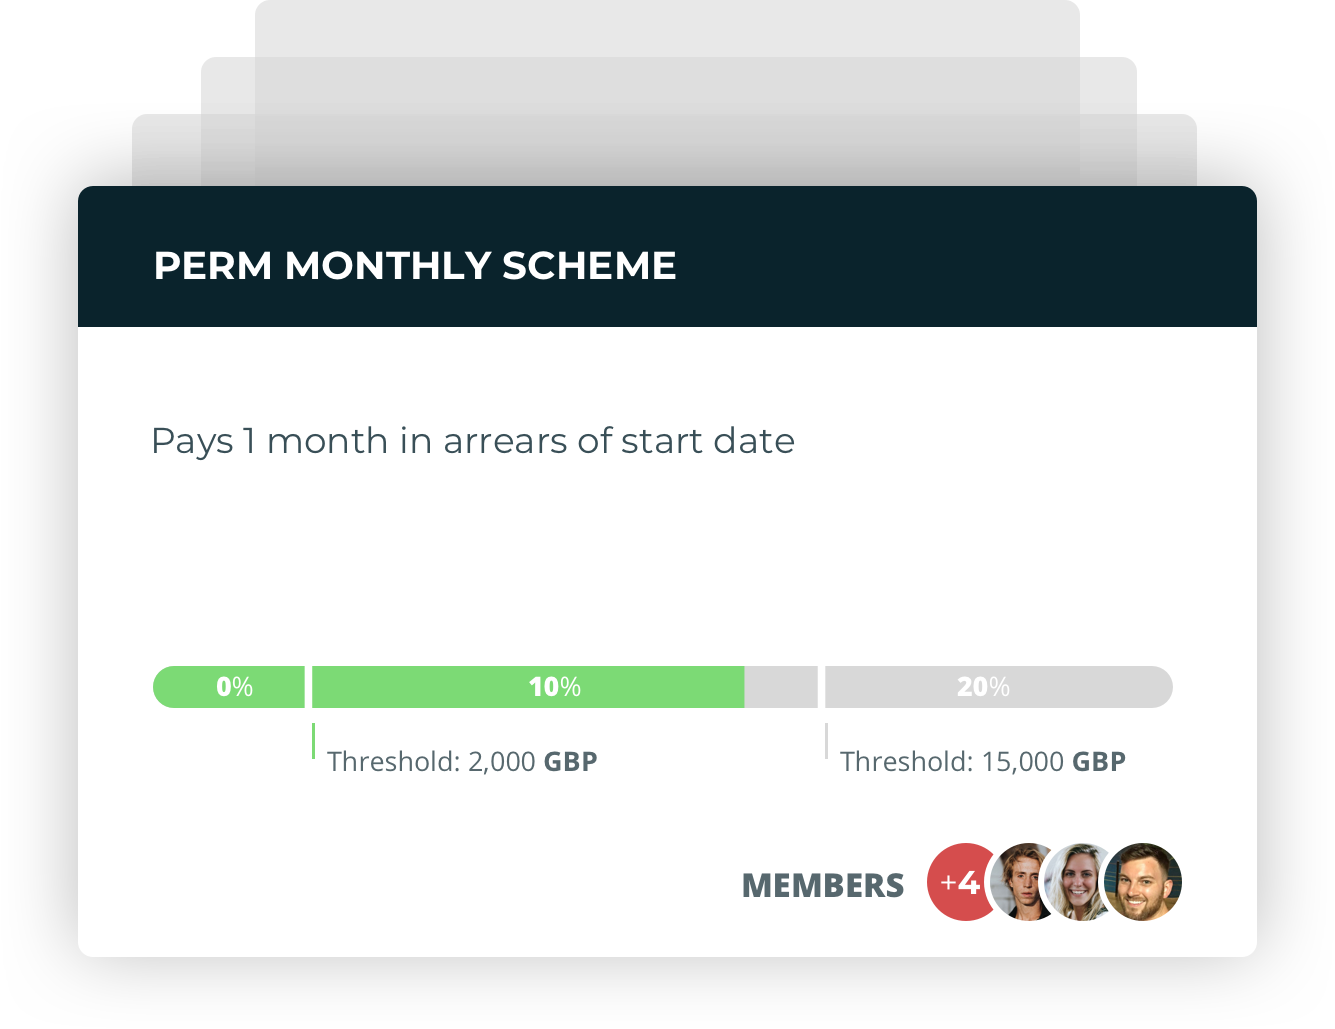 PERM MONTHLY SCHEME
Pays 1 month in arrears of start date
0% 10% 20%
Threshold: 2,000 GBP Threshold: 15,000 GBP
MEMBERS +4